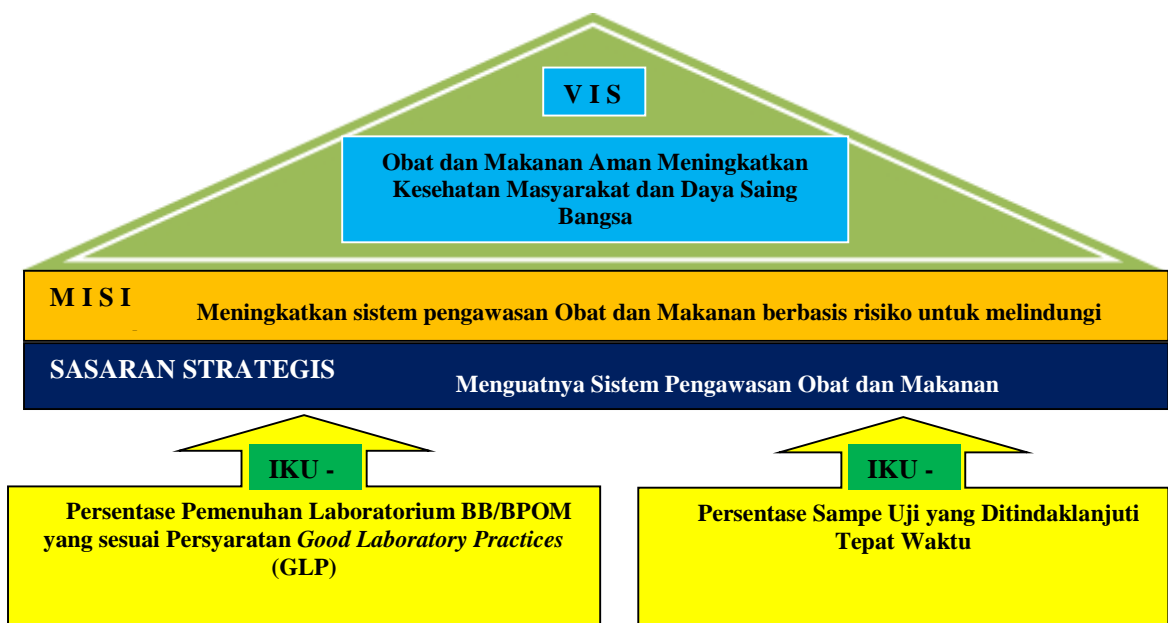 V I S
Obat dan Makanan Aman Meningkatkan
Kesehatan Masyarakat dan Daya Saing
Bangsa
M I S I
Meningkatkan sistem pengawasan Obat dan Makanan berbasis risiko untuk melindungi
SASARAN STRATEGIS
Menguatnya Sistem Pengawasan Obat dan Makanan
IKU -
Persentase Pemenuhan Laboratorium BB/BPOM
yang sesuai Persyaratan Good Laboratory Practices
(GLP)
IKU -
Persentase Sampe Uji yang Ditindaklanjuti
Tepat Waktu